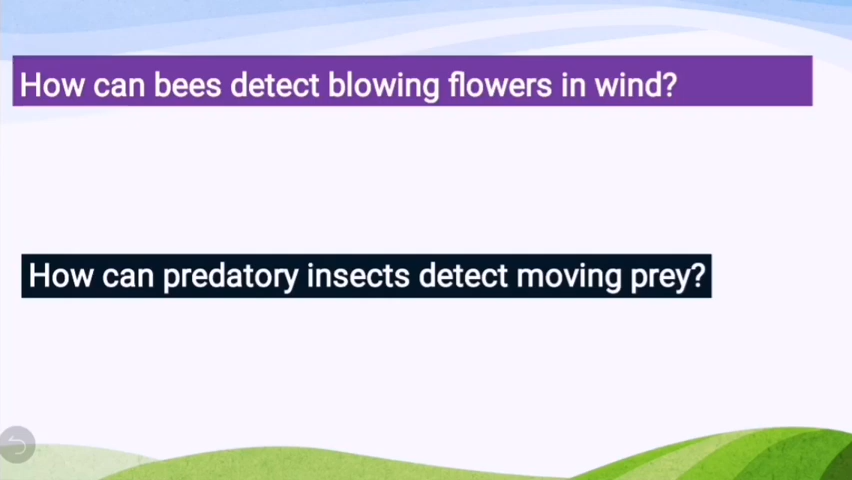 How can bees detect blowing flowers in wind?
How can predatory insects detect moving prey?